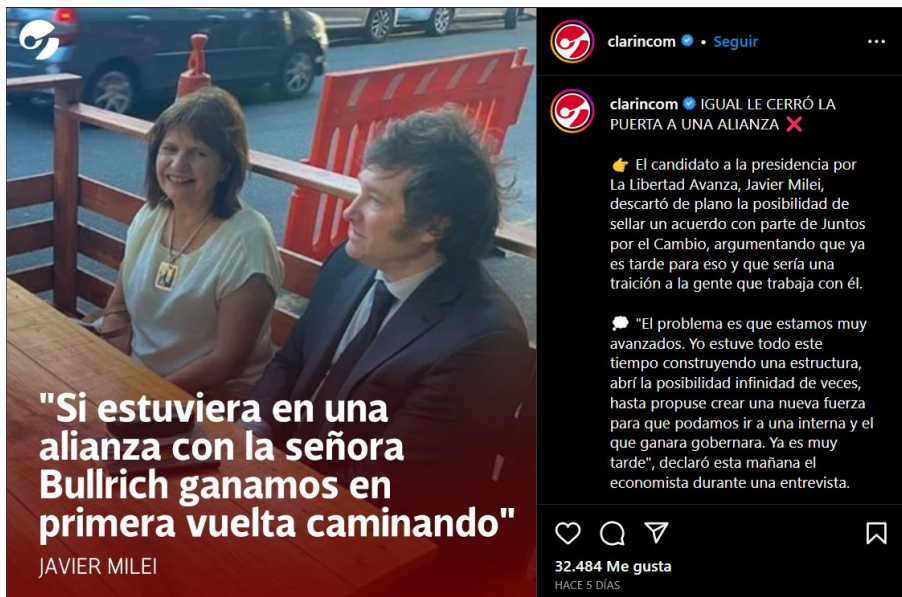 "Si estuviera en una
alianza con la señora
Bullrich ganamos en
primera vuelta caminando"
JAVIER MILEI
clarincom • Seguir
clarincom IGUAL LE CERRÓ LA
PUERTA A UNA ALIANZA ❌
👉 El candidato a la presidencia por
La Libertad Avanza, Javier Milei,
descartó de plano la posibilidad de
sellar un acuerdo con parte de Juntos
por el Cambio, argumentando que ya
es tarde para eso y que sería una
traición a la gente que trabaja con él.
💭 "El problema es que estamos muy
avanzados. Yo estuve todo este
tiempo construyendo una estructura,
abrí la posibilidad infinidad de veces,
hasta propuse crear una nueva fuerza
para que podamos ir a una interna y el
que ganara gobernara. Ya es muy
tarde", declaró esta mañana el
economista durante una entrevista.
32.484 Me gusta
HACE 5 DÍAS